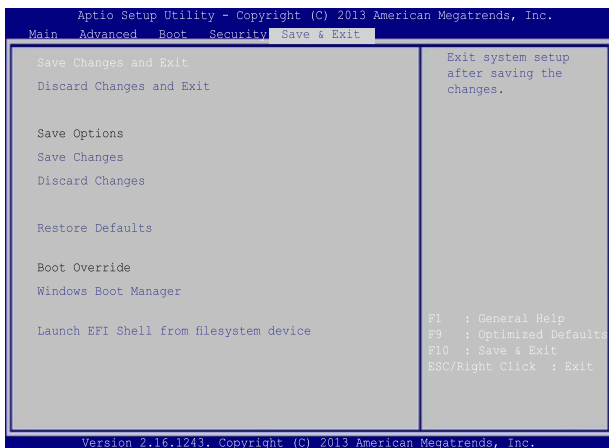 Aptio Setup Utility - Copyright (C) 2013 American Megatrends, Inc.
Main Advanced Boot Security Save & Exit
Save Changes and Exit
Discard Changes and Exit
Save Options
Save Changes
Discard Changes
Restore Defaults
Boot Override
Windows Boot Manager
Launch EFI Shell from filesystem device
Exit system setup
after saving the
changes.
F1 : General Help
F9 : Optimized Defaults
F10 : Save & Exit
ESC/Right Click : Exit
Version 2.16.1243. Copyright (C) 2013 American Megatrends, Inc.